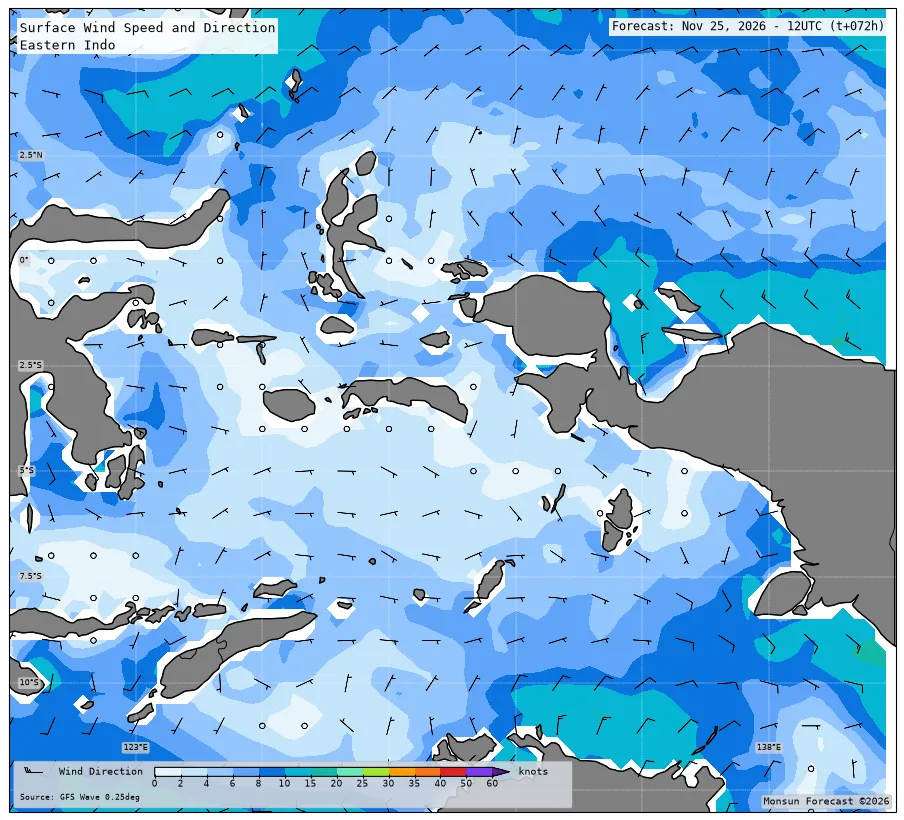 Surface Wind Speed and Direction
Eastern Indo
Forecast: Nov 25, 2026 - 12UTC (t+072h)
2.5°N
0°
2.5°S
5°S
7.5°S
10°S
123°E
138°E
Wind Direction
knots
0 2 4 6 8 10 15 20 25 30 40 50 60
Source: GFS Wave 0.25deg
Monsun Forecast ©2026